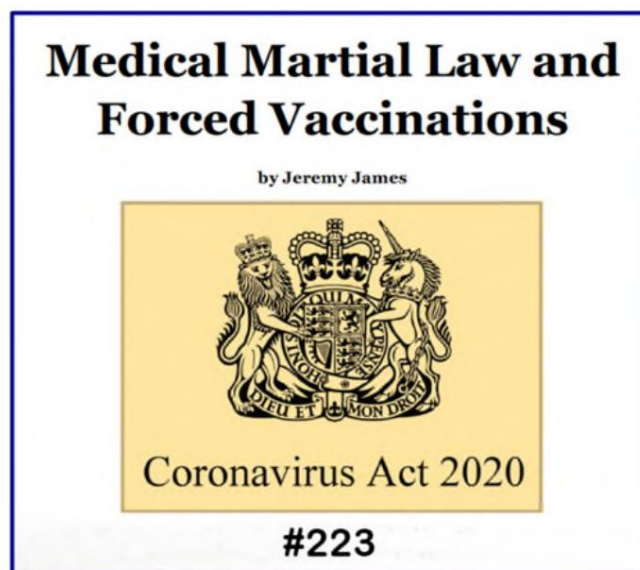 Medical Martial Law and
Forced Vaccinations
by Jeremy James
DIEU ET MON DROIT
Coronavirus Act 2020
#223